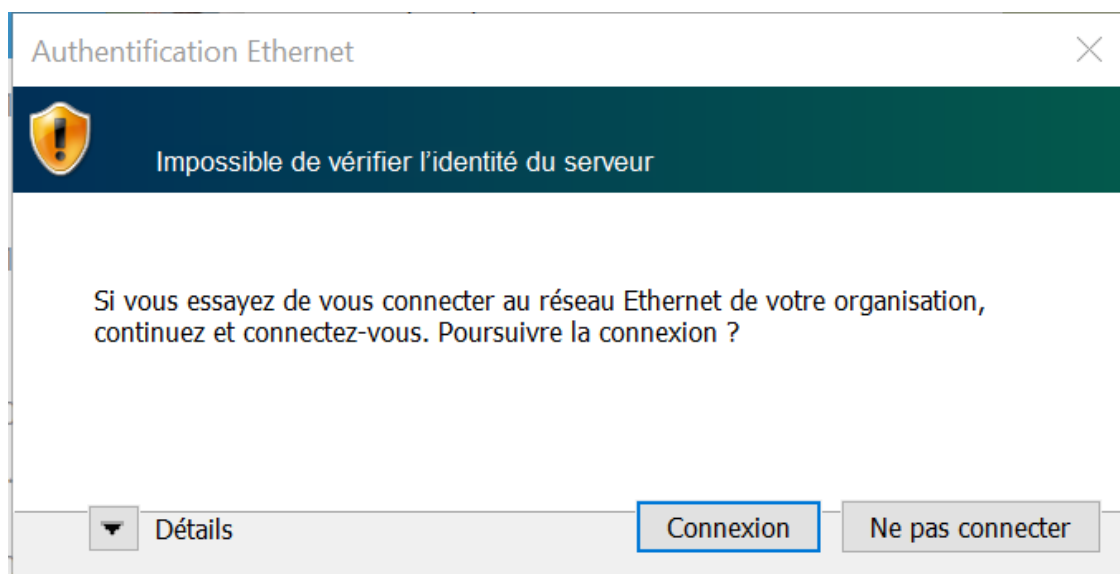 Authentification Ethernet
Impossible de vérifier l’identité du serveur
Si vous essayez de vous connecter au réseau Ethernet de votre organisation,
continuez et connectez-vous. Poursuivre la connexion ?
Détails
Connexion
Ne pas connecter